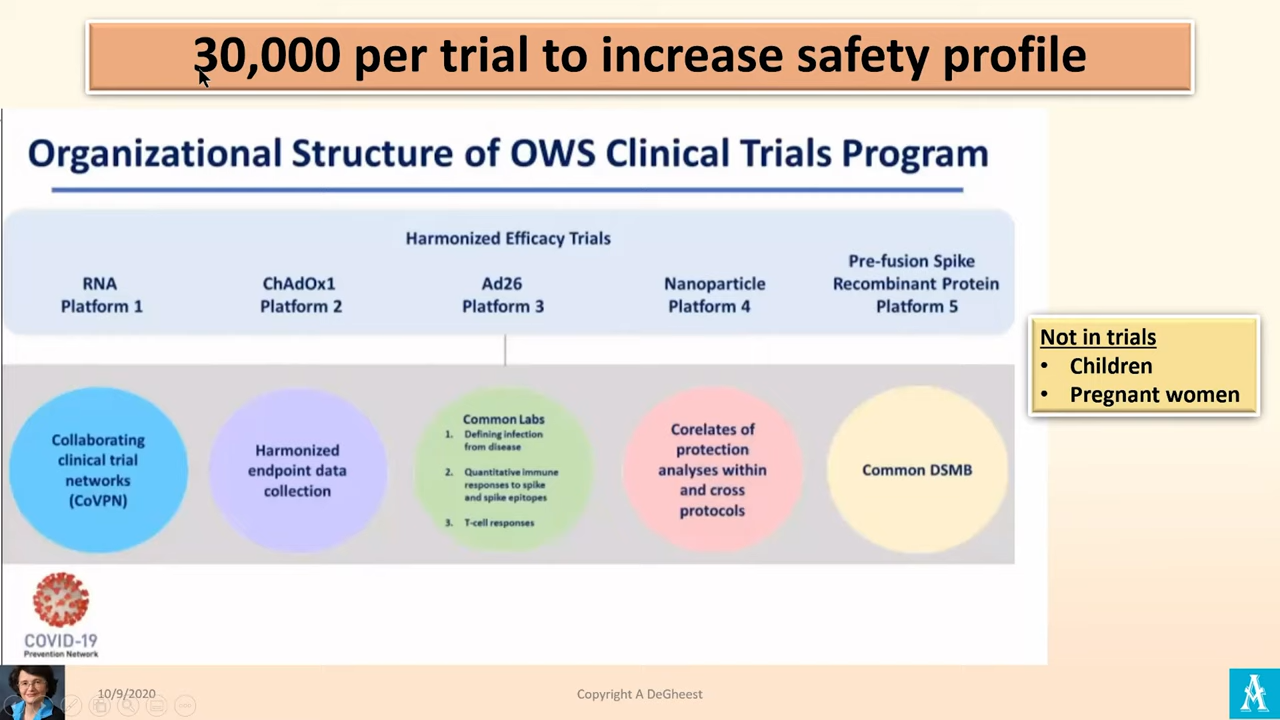 30,000 per trial to increase safety profile
Organizational Structure of OWS Clinical Trials Program
Harmonized Efficacy Trials
RNA
Platform 1
ChAdOx1
Platform 2
Ad26
Platform 3
Nanoparticle
Platform 4
Pre-fusion Spike
Recombinant Protein
Platform 5
Not in trials
• Children
• Pregnant women
Collaborating
clinical trial
networks
(CoVPN)
Harmonized
endpoint data
collection
Common Labs
1. Defining infection
from disease
2. Quantitative immune
responses to spike
and spike epitopes
3. T-cell responses
Corelates of
protection
analyses within
and cross
protocols
Common DSMB
COVID-19
Prevention Network
10/9/2020
Copyright A DeGheest
A